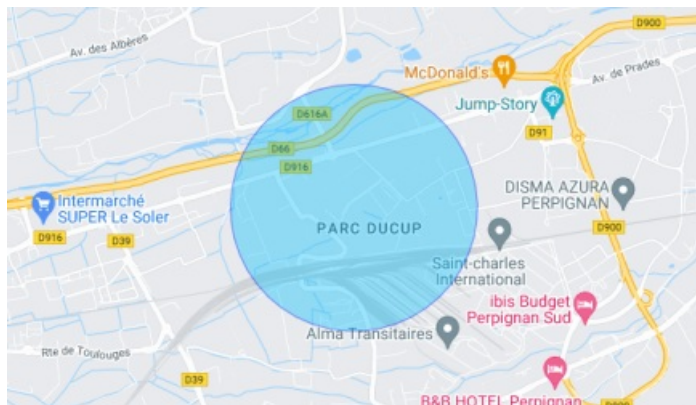 D900
Av. des Albères
McDonald's
Av. de Prades
Jump-Story
D616A
D91
D66
D916
DISMA AZURA
PERPIGNAN
Intermarché
SUPER Le Soler
D916
D39
PARC DUCUP
D900
Saint-charles
International
ibis Budget
Perpignan Sud
Alma Transitaires
Rte de Toulouges
D39
B&B HOTEL Perpignan